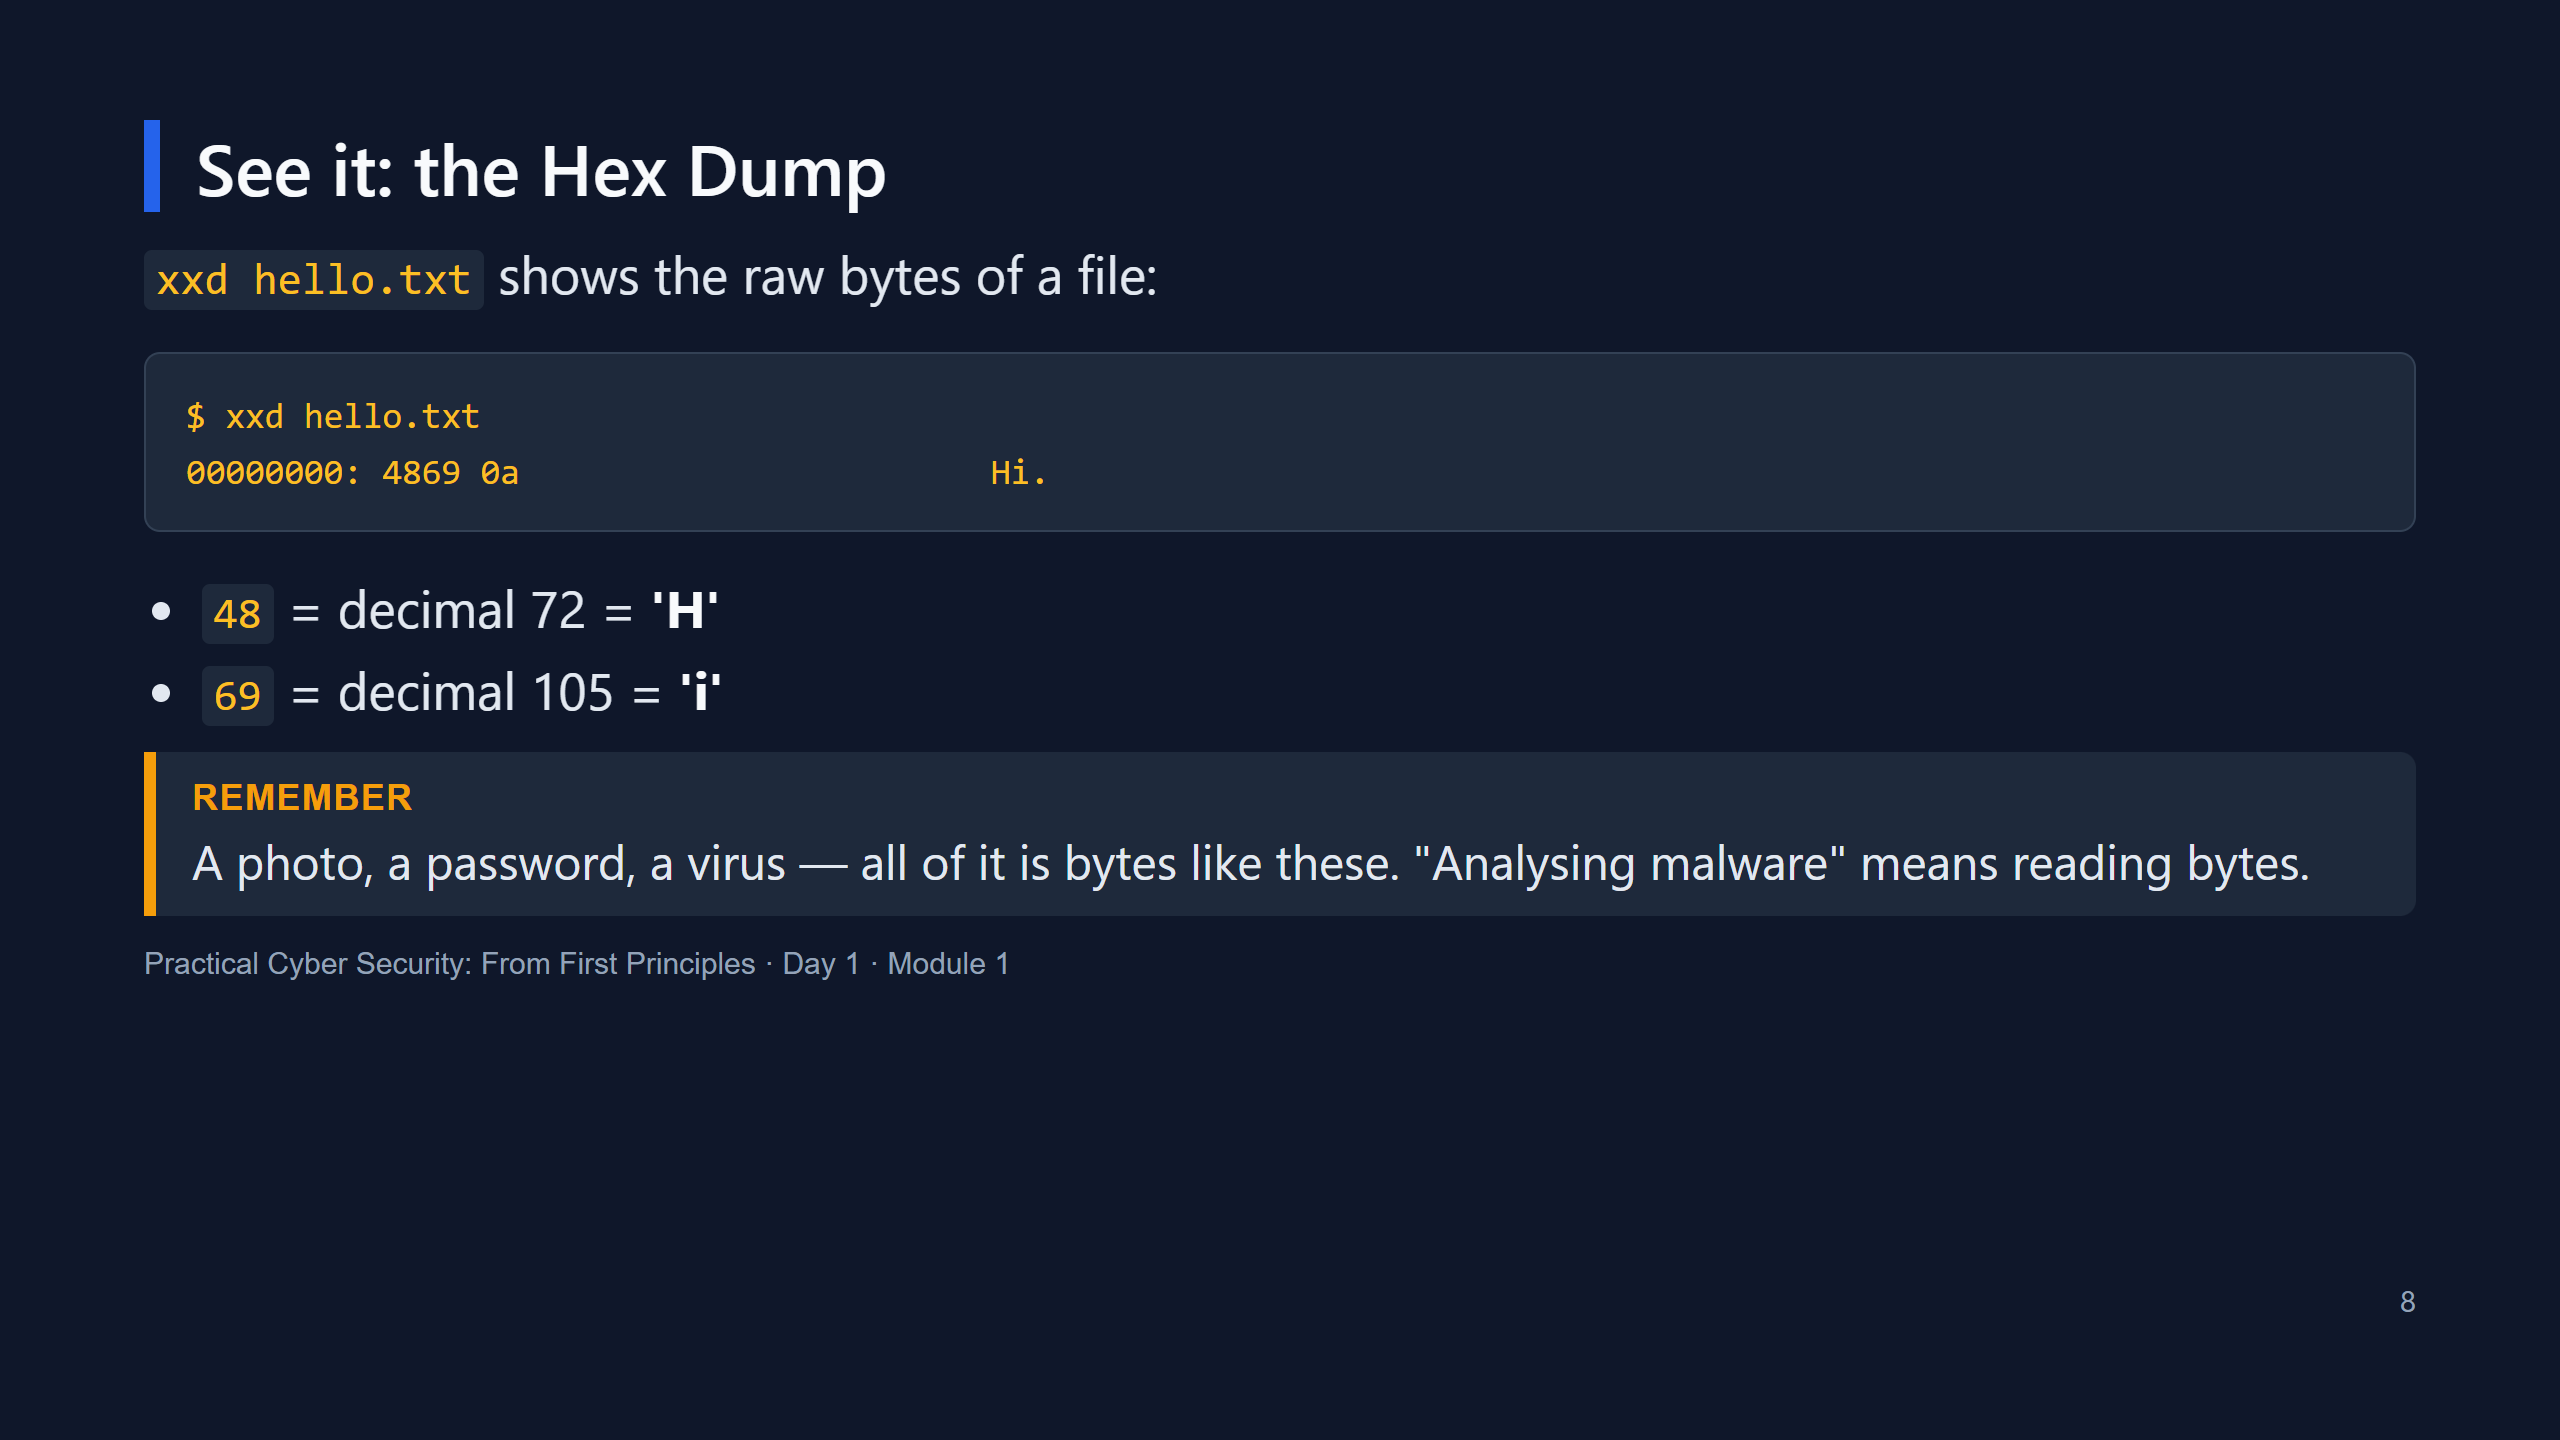 See it: the Hex Dump
xxd hello.txt shows the raw bytes of a file:
$ xxd hello.txt
00000000: 4869 0a                        Hi.
• 48 = decimal 72 = 'H'
• 69 = decimal 105 = 'i'
REMEMBER
A photo, a password, a virus — all of it is bytes like these. "Analysing malware" means reading bytes.
Practical Cyber Security: From First Principles · Day 1 · Module 1
8